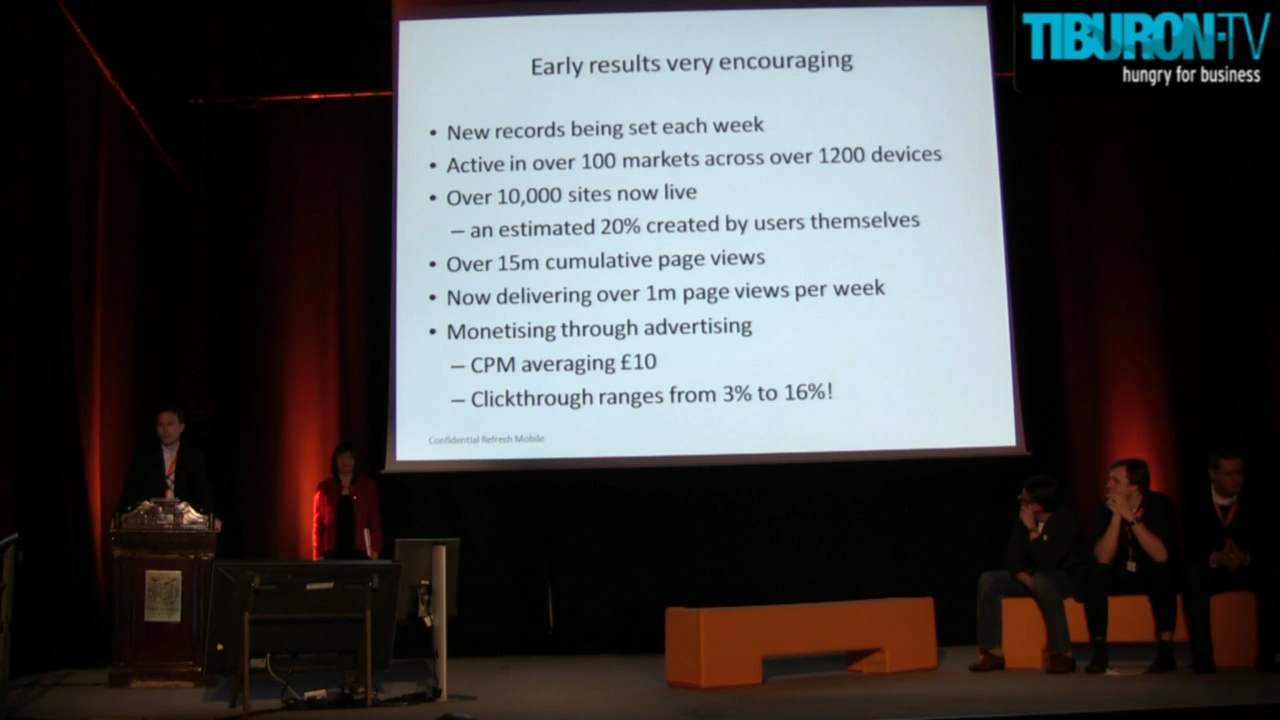 TIBURON-TV
hungry for business
Early results very encouraging
• New records being set each week
• Active in over 100 markets across over 1200 devices
• Over 10,000 sites now live
– an estimated 20% created by users themselves
• Over 15m cumulative page views
• Now delivering over 1m page views per week
• Monetising through advertising
– CPM averaging £10
– Clickthrough ranges from 3% to 16%!
Confidential Refresh Mobile